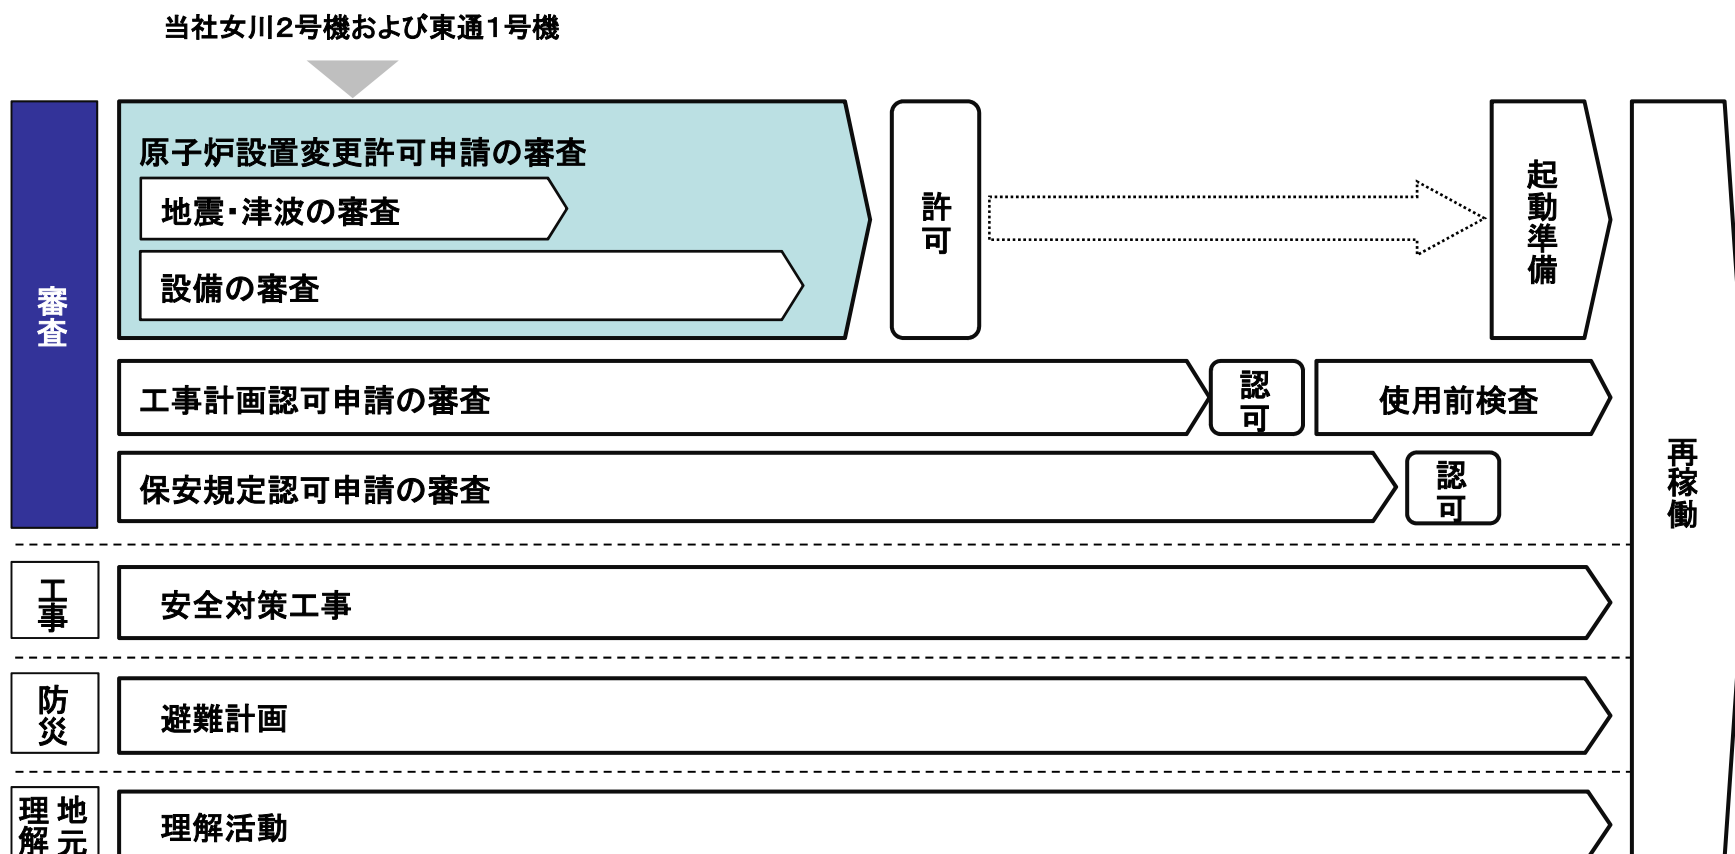 当社女川2号機および東通1号機
審査
原子炉設置変更許可申請の審査
地震・津波の審査
設備の審査
許可
起動準備
工事計画認可申請の審査
認可
使用前検査
保安規定認可申請の審査
認可
再稼働
工事
安全対策工事
防災
避難計画
地元
理解
理解活動